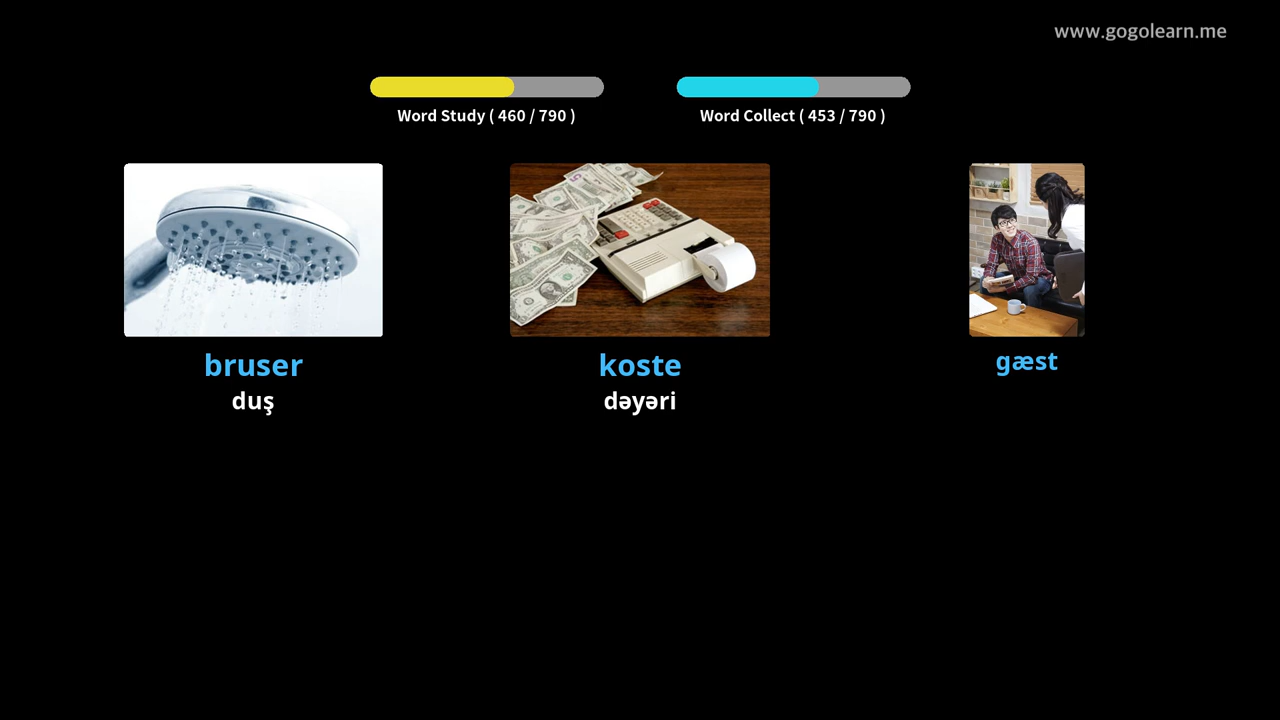 www.gogolearn.me
Word Study ( 460 / 790 )
Word Collect ( 453 / 790 )
bruser
duş
koste
dəyəri
gæst